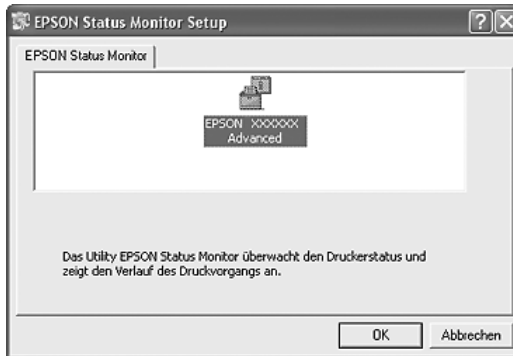 EPSON Status Monitor Setup
EPSON Status Monitor
EPSON XXXXXX
Advanced
Das Utility EPSON Status Monitor überwacht den Druckerstatus und
zeigt den Verlauf des Druckvorgangs an.
OK
Abbrechen